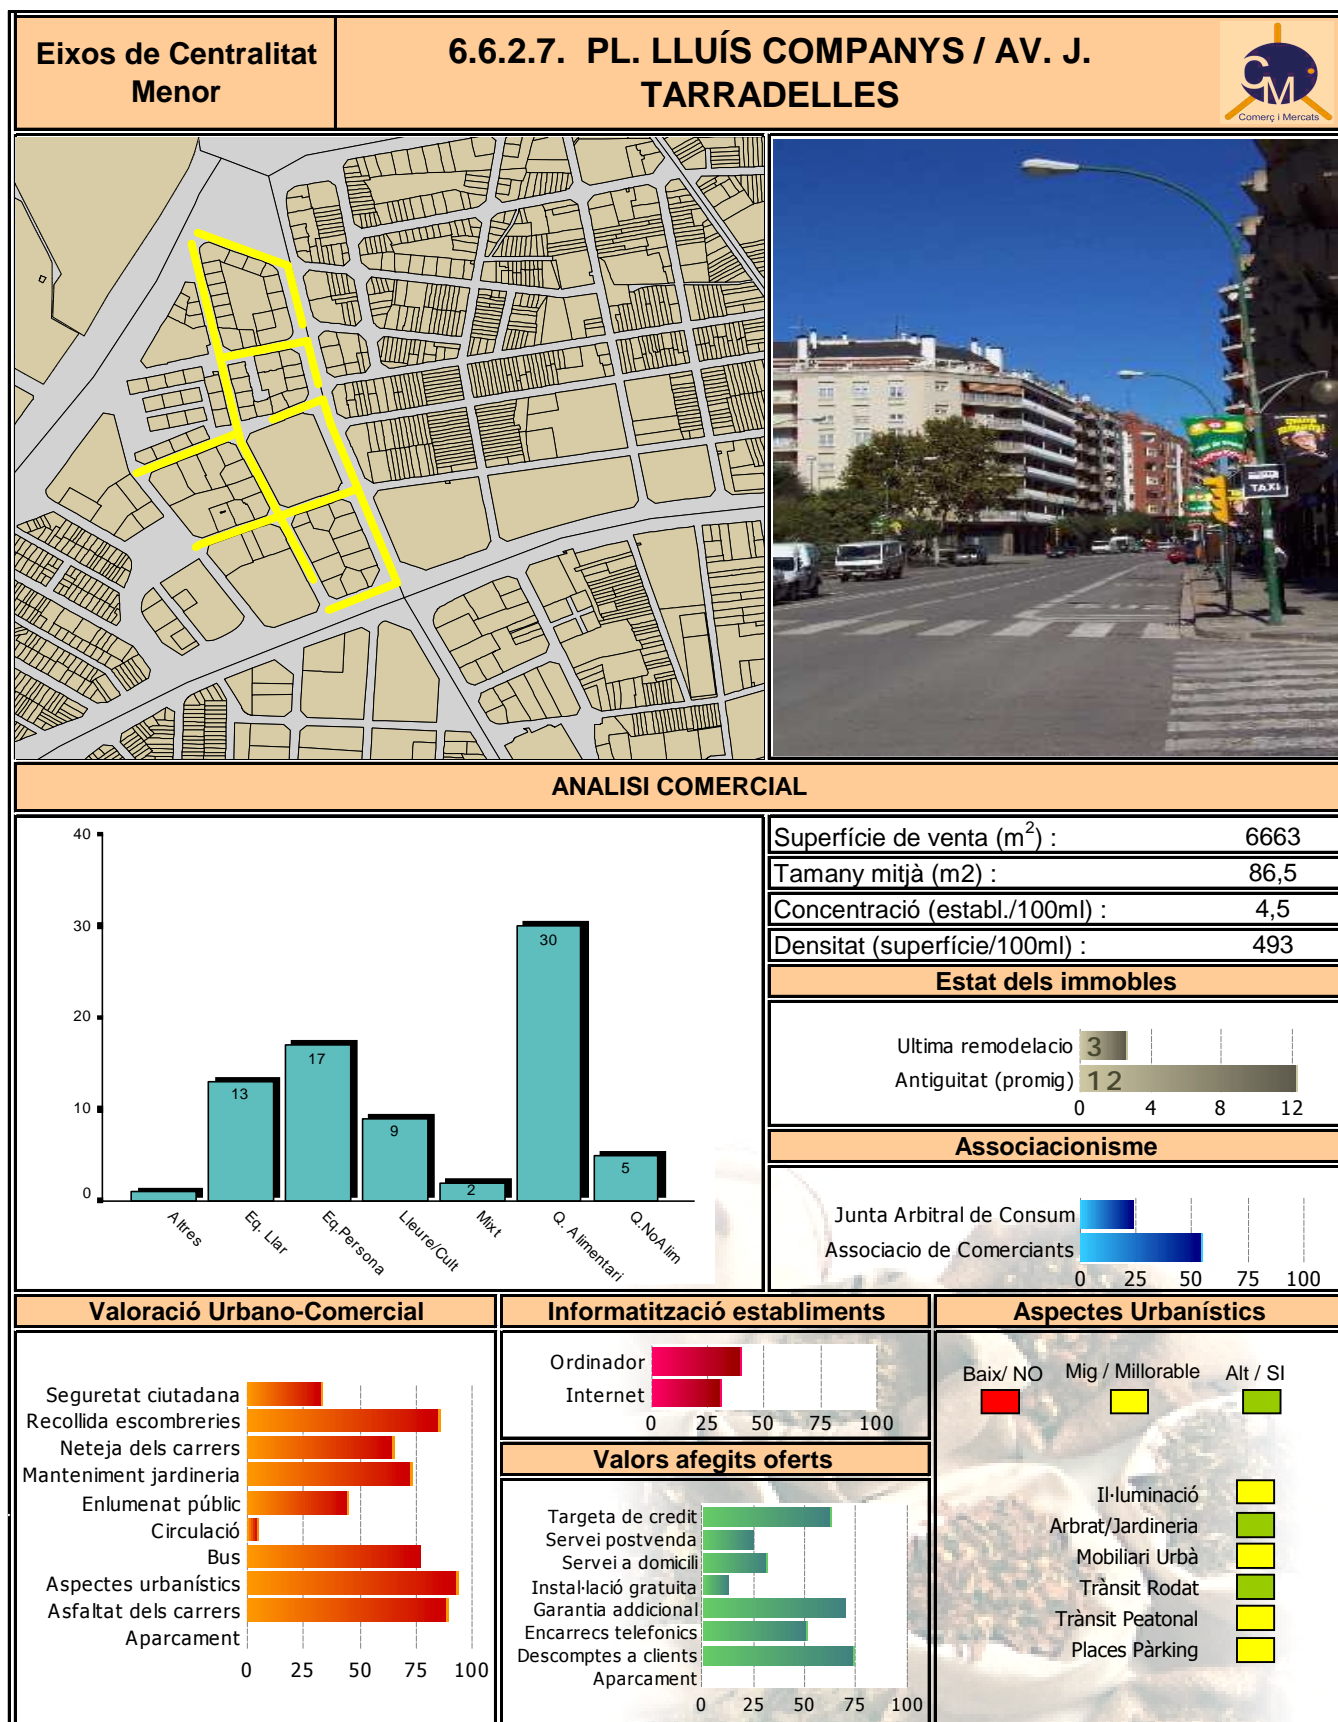 Eixos de Centralitat
Menor
6.6.2.7. PL. LLUÍS COMPANYS / AV. J.
TARRADELLES
CM
Comerç i Mercats
TAXI
ANALISI COMERCIAL
40
30
20
10
0
13
17
9
2
30
5
Altres
Eq. Llar
Eq.Persona
Lleure/Cult
Mixt
Q. Alimentari
Q.NoAlim
Superfície de venta (m2) : 6663
Tamany mitjà (m2) : 86,5
Concentració (establ./100ml) : 4,5
Densitat (superfície/100ml) : 493
Estat dels immobles
Ultima remodelacio 3
Antiguitat (promig) 12
0 4 8 12
Associacionisme
Junta Arbitral de Consum
Associacio de Comerciants
0 25 50 75 100
Valoració Urbano-Comercial
Seguretat ciutadana
Recollida escombreries
Neteja dels carrers
Manteniment jardineria
Enlumenat públic
Circulació
Bus
Aspectes urbanístics
Asfaltat dels carrers
Aparcament
0 25 50 75 100
Informatització establiments
Ordinador
Internet
0 25 50 75 100
Valors afegits oferts
Targeta de credit
Servei postvenda
Servei a domicili
Instal·lació gratuita
Garantia addicional
Encarrecs telefonics
Descomptes a clients
Aparcament
0 25 50 75 100
Aspectes Urbanístics
Baix/ NO Mig / Millorable Alt / SI
Il·luminació
Arbrat/Jardineria
Mobiliari Urbà
Trànsit Rodat
Trànsit Peatonal
Places Pàrking